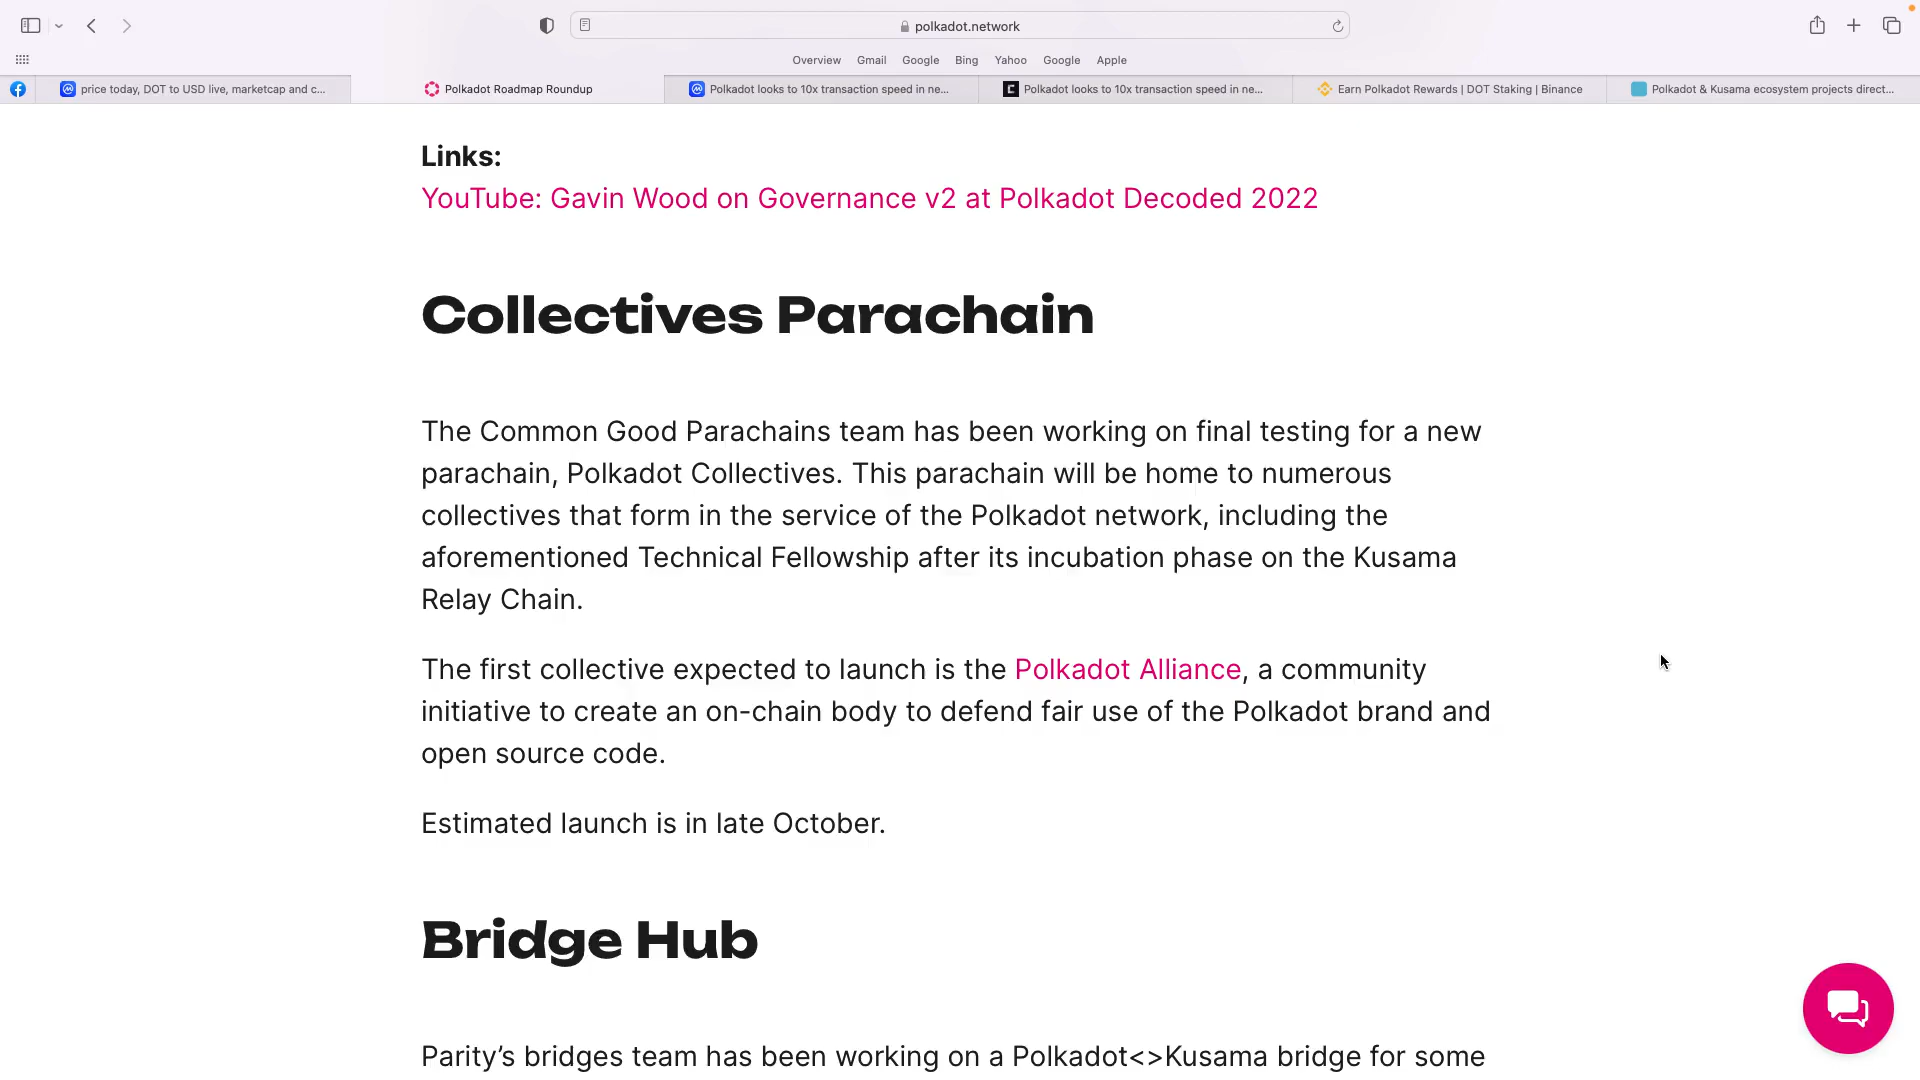 polkadot.network
Overview Gmail Google Bing Yahoo Google Apple
price today, DOT to USD live, marketcap and c... Polkadot Roadmap Roundup Polkadot looks to 10x transaction speed in ne... Polkadot looks to 10x transaction speed in ne... Earn Polkadot Rewards | DOT Staking | Binance Polkadot & Kusama ecosystem projects direct...
Links:
YouTube: Gavin Wood on Governance v2 at Polkadot Decoded 2022
Collectives Parachain
The Common Good Parachains team has been working on final testing for a new
parachain, Polkadot Collectives. This parachain will be home to numerous
collectives that form in the service of the Polkadot network, including the
aforementioned Technical Fellowship after its incubation phase on the Kusama
Relay Chain.
The first collective expected to launch is the Polkadot Alliance, a community
initiative to create an on-chain body to defend fair use of the Polkadot brand and
open source code.
Estimated launch is in late October.
Bridge Hub
Parity’s bridges team has been working on a Polkadot<>Kusama bridge for some